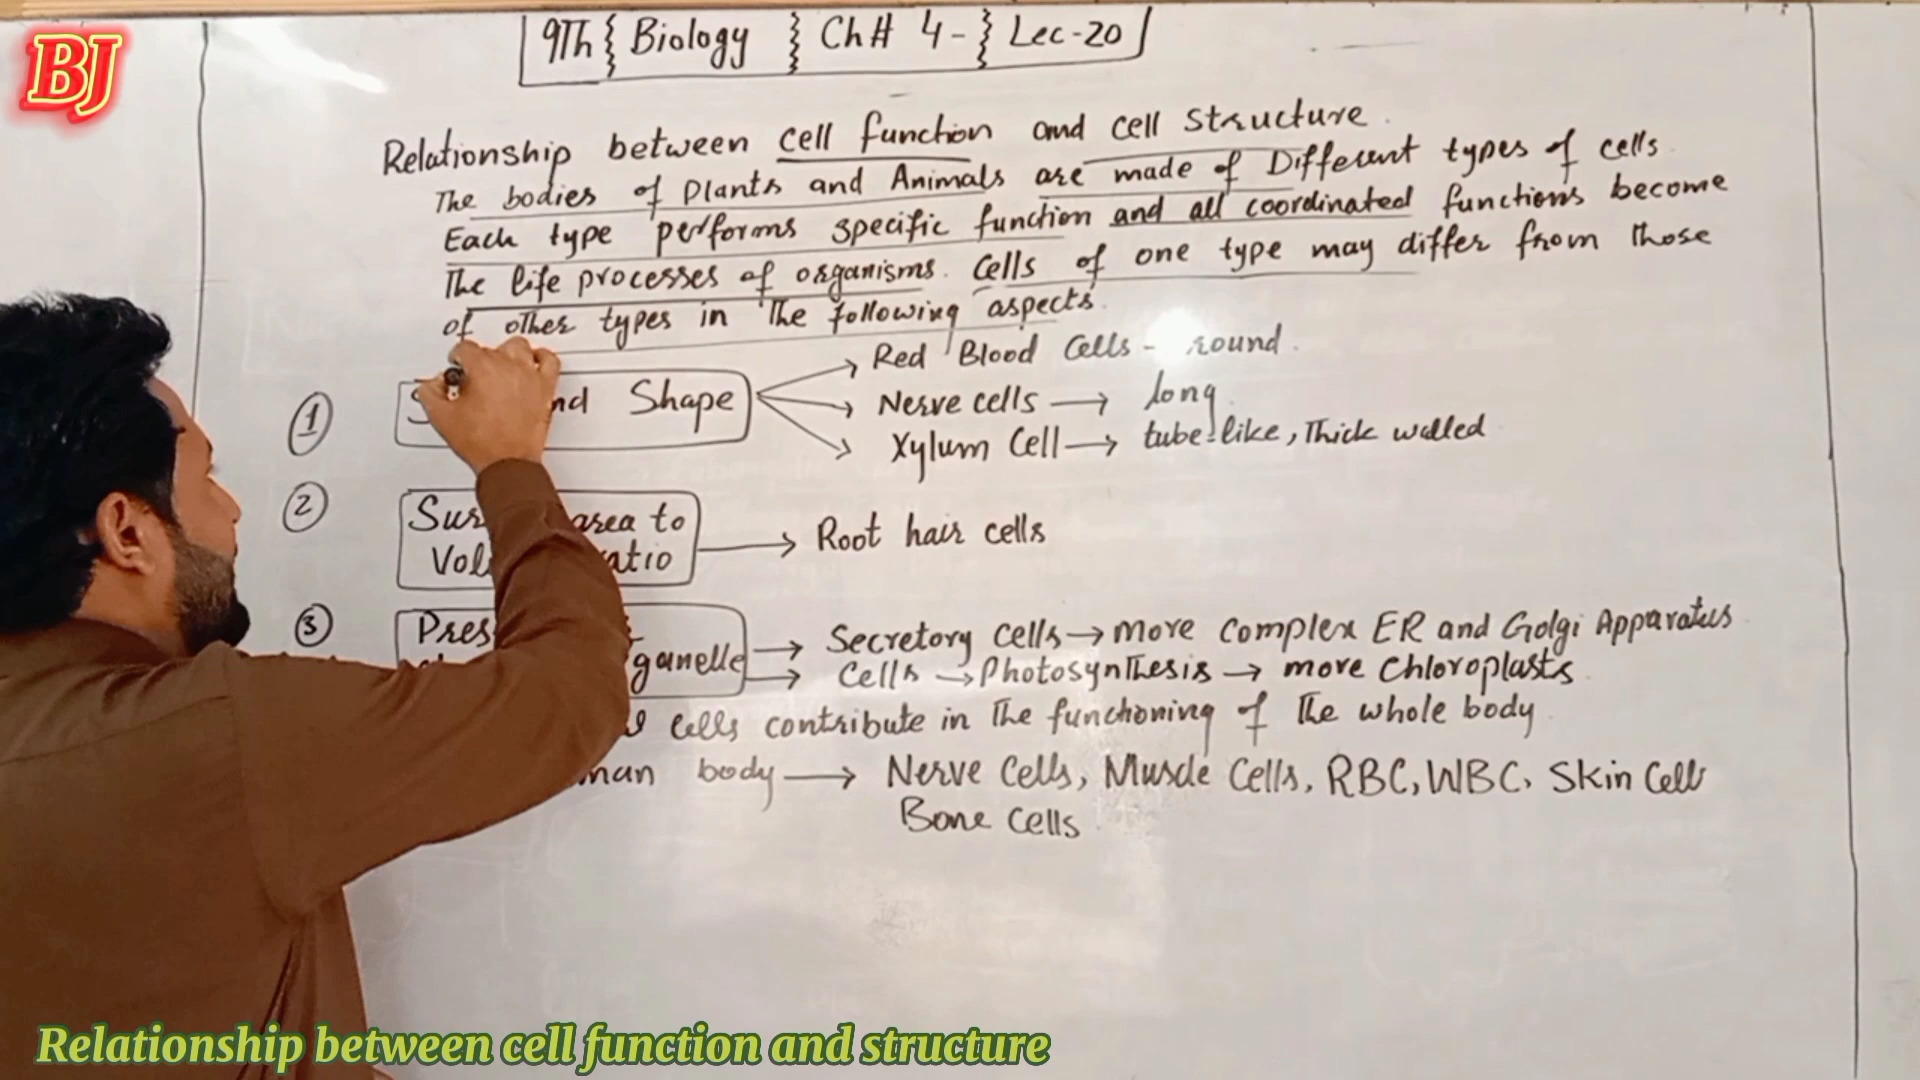 BJ
9Th Biology Ch# 4- Lec-20
Relationship between cell function and cell structure.
The bodies of plants and Animals are made of Different types of cells
Each type performs specific function and all coordinated functions become
The life processes of organisms. Cells of one type may differ from those
of other types in The following aspects.
1 S nd Shape
Red Blood Cells - round.
Nerve cells → long
Xylum Cell → tube-like, Thick walled
2 Sur area to
Vol atio
→ Root hair cells
3 Pres
ganelle
→ Secretory cells → more complex ER and Golgi Apparatus
→ Cells → Photosynthesis → more Chloroplasts
cells contribute in The functioning of The whole body
man body → Nerve Cells, Muscle Cells, RBC, WBC, Skin Cell
Bone Cells
Relationship between cell function and structure